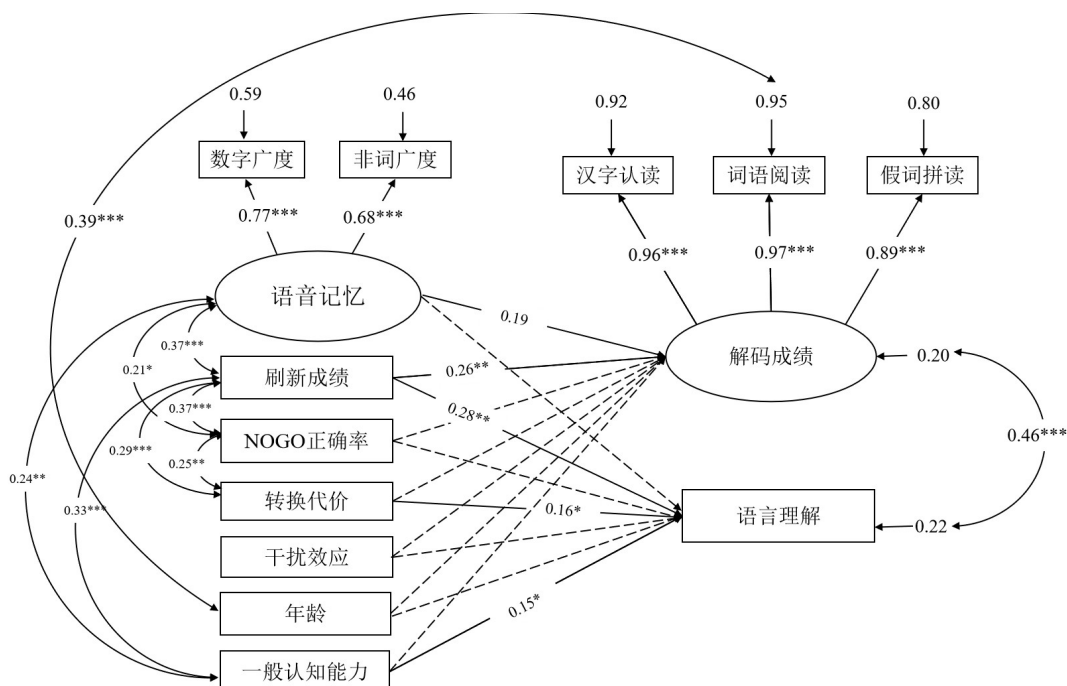 0.59
0.46
0.92
0.95
0.80
数字广度
非词广度
汉字认读
词语阅读
假词拼读
0.39***
0.77***
0.68***
0.96***
0.97***
0.89***
语音记忆
0.19
解码成绩
0.20
0.37***
0.21*
刷新成绩
0.26**
0.37***
0.28**
NOGO正确率
0.46***
0.29***
0.25**
0.24**
转换代价
0.33***
0.16*
语言理解
0.22
干扰效应
年龄
0.15*
一般认知能力